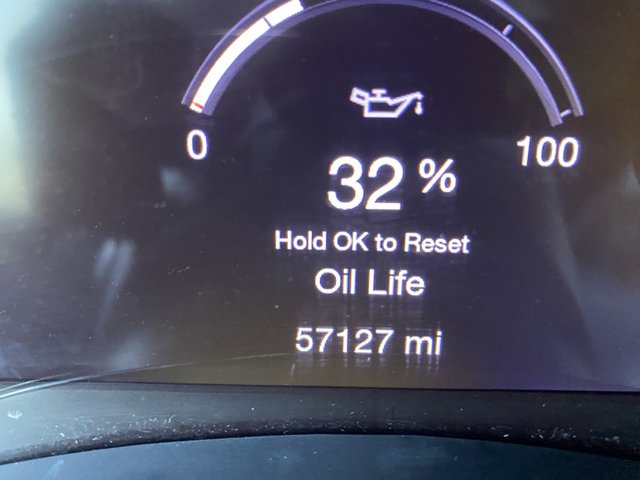 0 100
32 %
Hold OK to Reset
Oil Life
57127 mi